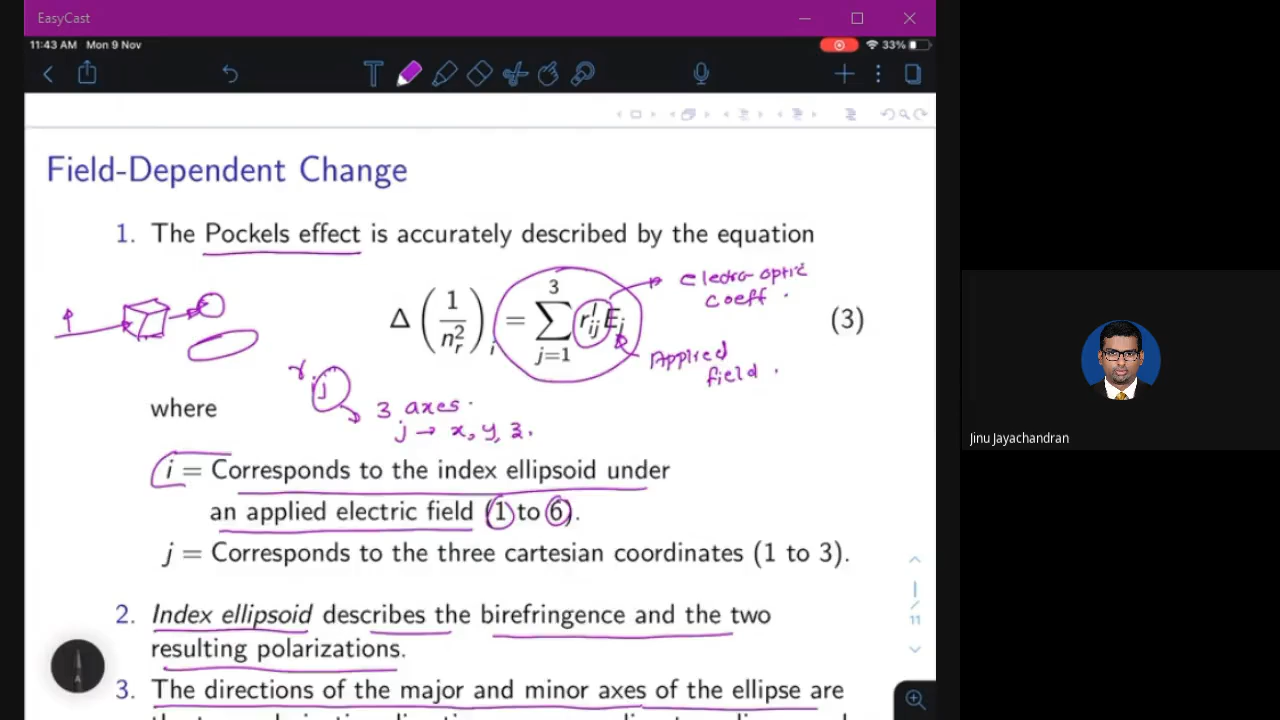 EasyCast
11:43 AM Mon 9 Nov
33%
Field-Dependent Change
1. The Pockels effect is accurately described by the equation
Electro-optic
coeff.
Δ(1/n_r^2)_i = Σ_{j=1}^{3} r_{ij}^l E_j (3)
Applied
field.
r_ij
3 axes.
j → x, y, z.
where
i = Corresponds to the index ellipsoid under
an applied electric field (1 to 6).
j = Corresponds to the three cartesian coordinates (1 to 3).
2. Index ellipsoid describes the birefringence and the two
resulting polarizations.
3. The directions of the major and minor axes of the ellipse are
Jinu Jayachandran
11
A